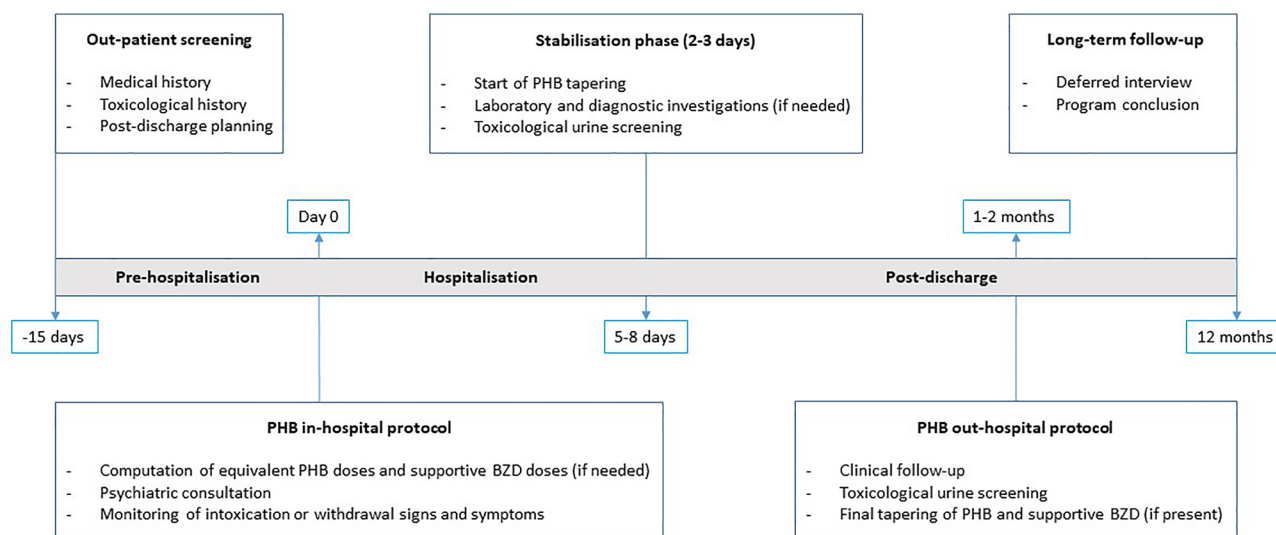 Out-patient screening
- Medical history
- Toxicological history
- Post-discharge planning
Stabilisation phase (2-3 days)
- Start of PHB tapering
- Laboratory and diagnostic investigations (if needed)
- Toxicological urine screening
Long-term follow-up
- Deferred interview
- Program conclusion
Day 0
1-2 months
Pre-hospitalisation
Hospitalisation
Post-discharge
-15 days
5-8 days
12 months
PHB in-hospital protocol
- Computation of equivalent PHB doses and supportive BZD doses (if needed)
- Psychiatric consultation
- Monitoring of intoxication or withdrawal signs and symptoms
PHB out-hospital protocol
- Clinical follow-up
- Toxicological urine screening
- Final tapering of PHB and supportive BZD (if present)